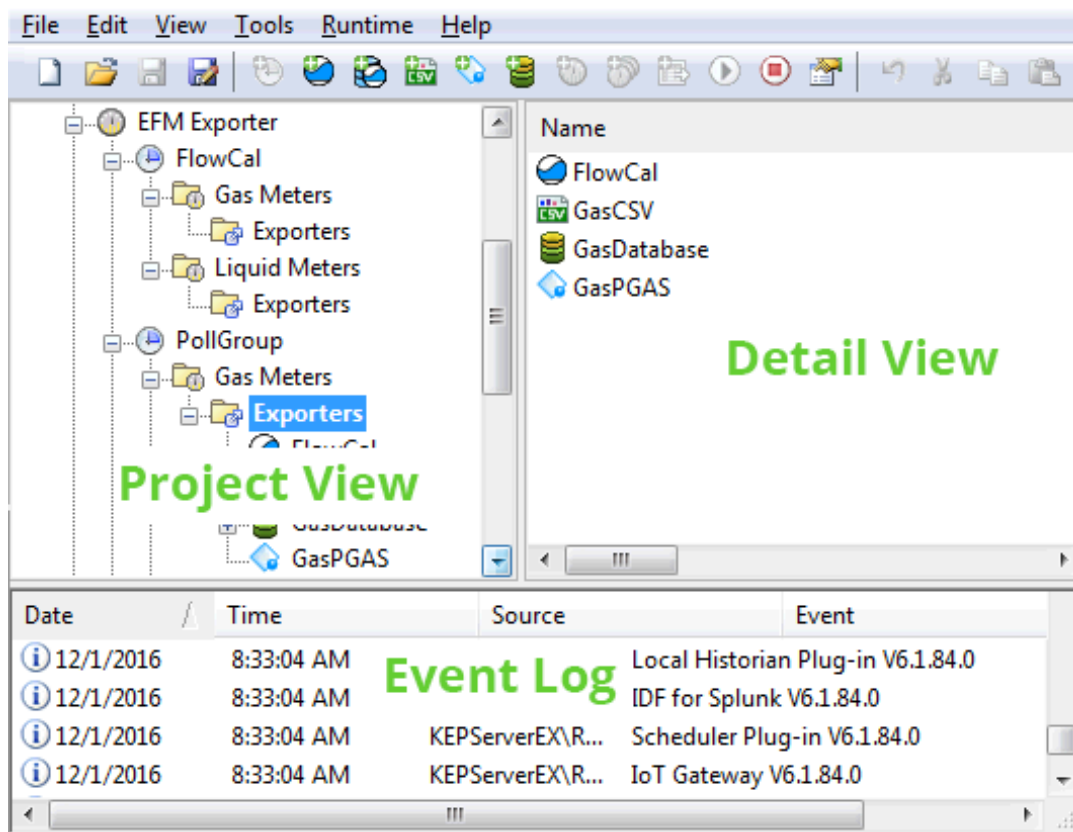 File Edit View Tools Runtime Help
EFM Exporter
FlowCal
Gas Meters
Exporters
Liquid Meters
Exporters
PollGroup
Gas Meters
Exporters
FlowCal
Project View
GasDatabase
GasPGAS
Name
FlowCal
GasCSV
GasDatabase
GasPGAS
Detail View
Date Time Source Event
12/1/2016 8:33:04 AM Local Historian Plug-in V6.1.84.0
Event Log
12/1/2016 8:33:04 AM IDF for Splunk V6.1.84.0
12/1/2016 8:33:04 AM KEPServerEX\R... Scheduler Plug-in V6.1.84.0
12/1/2016 8:33:04 AM KEPServerEX\R... IoT Gateway V6.1.84.0